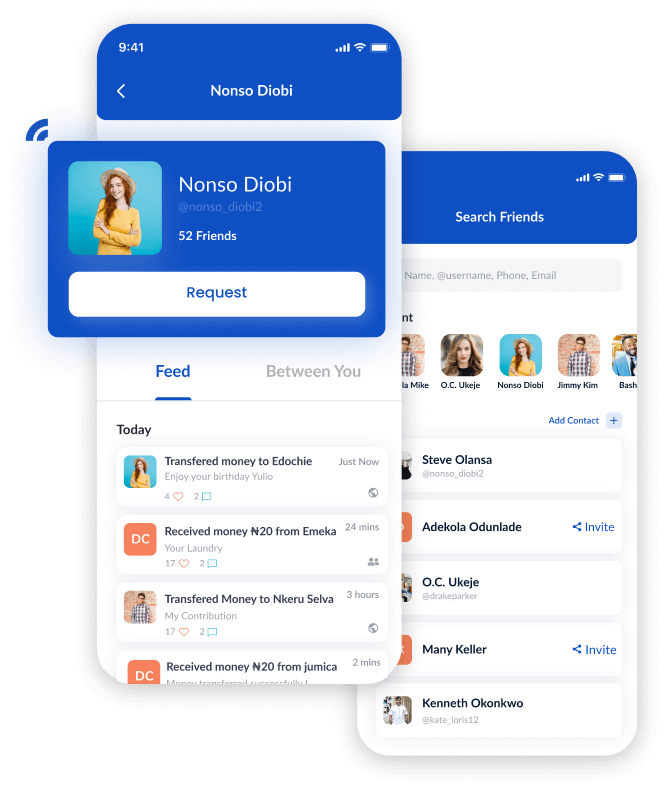 9:41
Nonso Diobi
Nonso Diobi
@nonso_diobi2
52 Friends
Request
Feed
Between You
Today
Transfered money to Edochie
Just Now
Enjoy your birthday Yulio
4
2
DC
Received money ₦20 from Emeka
24 mins
Your Laundry
17
2
Transfered Money to Nkeru Selva
3 hours
My Contribution
17
2
DC
Received money ₦20 from jumica
2 mins
Money transferred successfully !
Search Friends
Name, @username, Phone, Email
nt
la Mike
O.C. Ukeje
Nonso Diobi
Jimmy Kim
Bash
Add Contact
Steve Olansa
@nonso_diobi2
Adekola Odunlade
Invite
O.C. Ukeje
@drakeparker
Many Keller
Invite
Kenneth Okonkwo
@kate_loris12